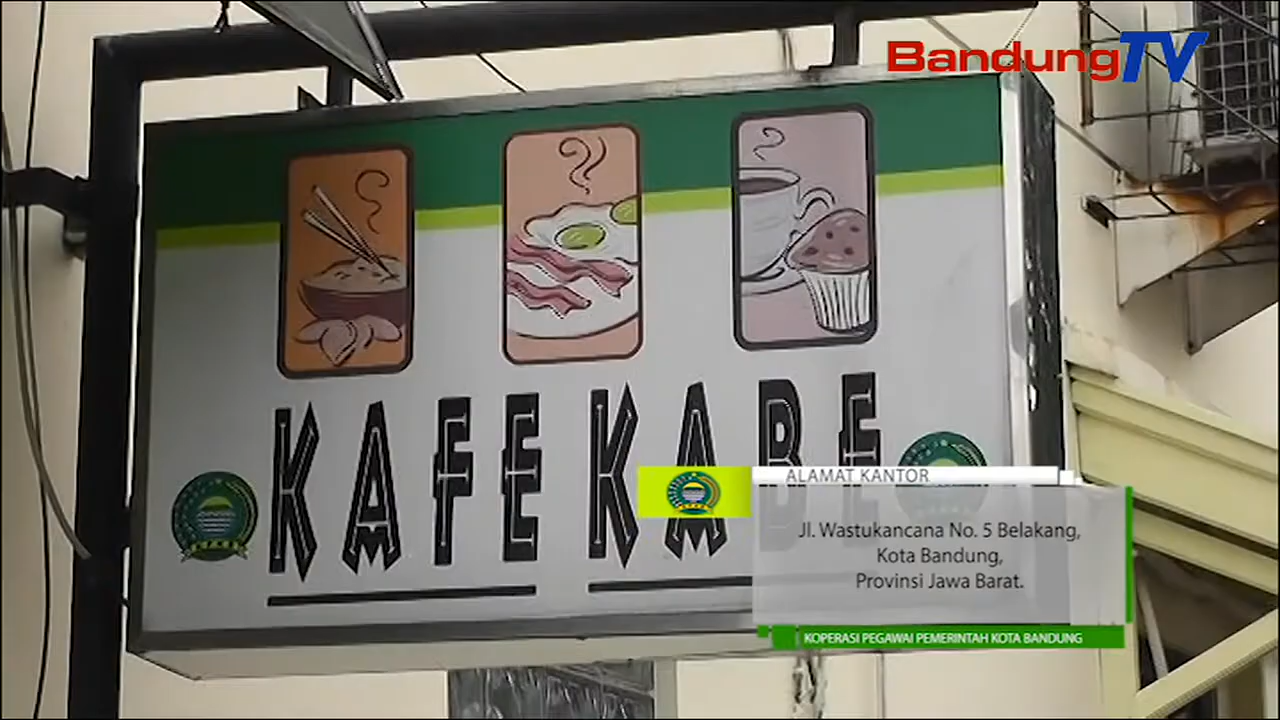 BandungTV
KAFE KABE
ALAMAT KANTOR
Jl. Wastukancana No. 5 Belakang,
Kota Bandung,
Provinsi Jawa Barat.
KOPERASI PEGAWAI PEMERINTAH KOTA BANDUNG